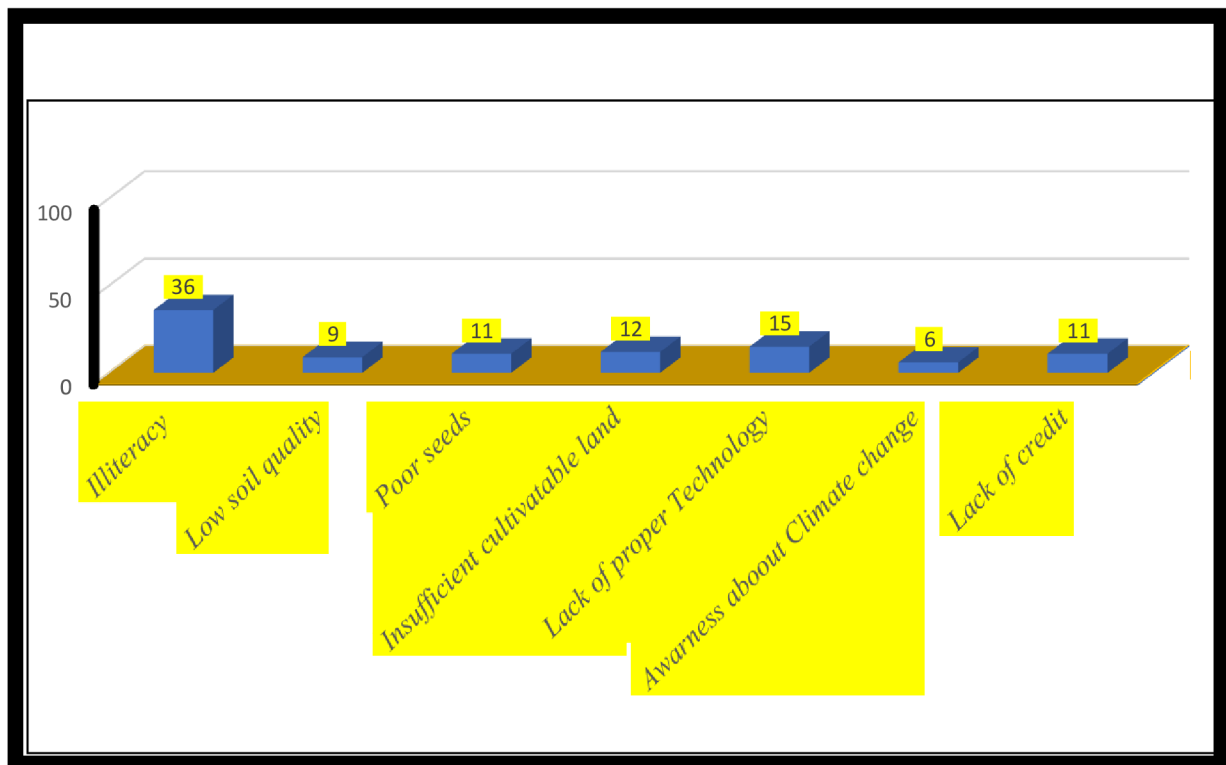 100
50
0
36
9
11
12
15
6
11
Illiteracy
Low soil quality
Poor seeds
Insufficient cultivatable land
Lack of proper Technology
Awarness aboout Climate change
Lack of credit